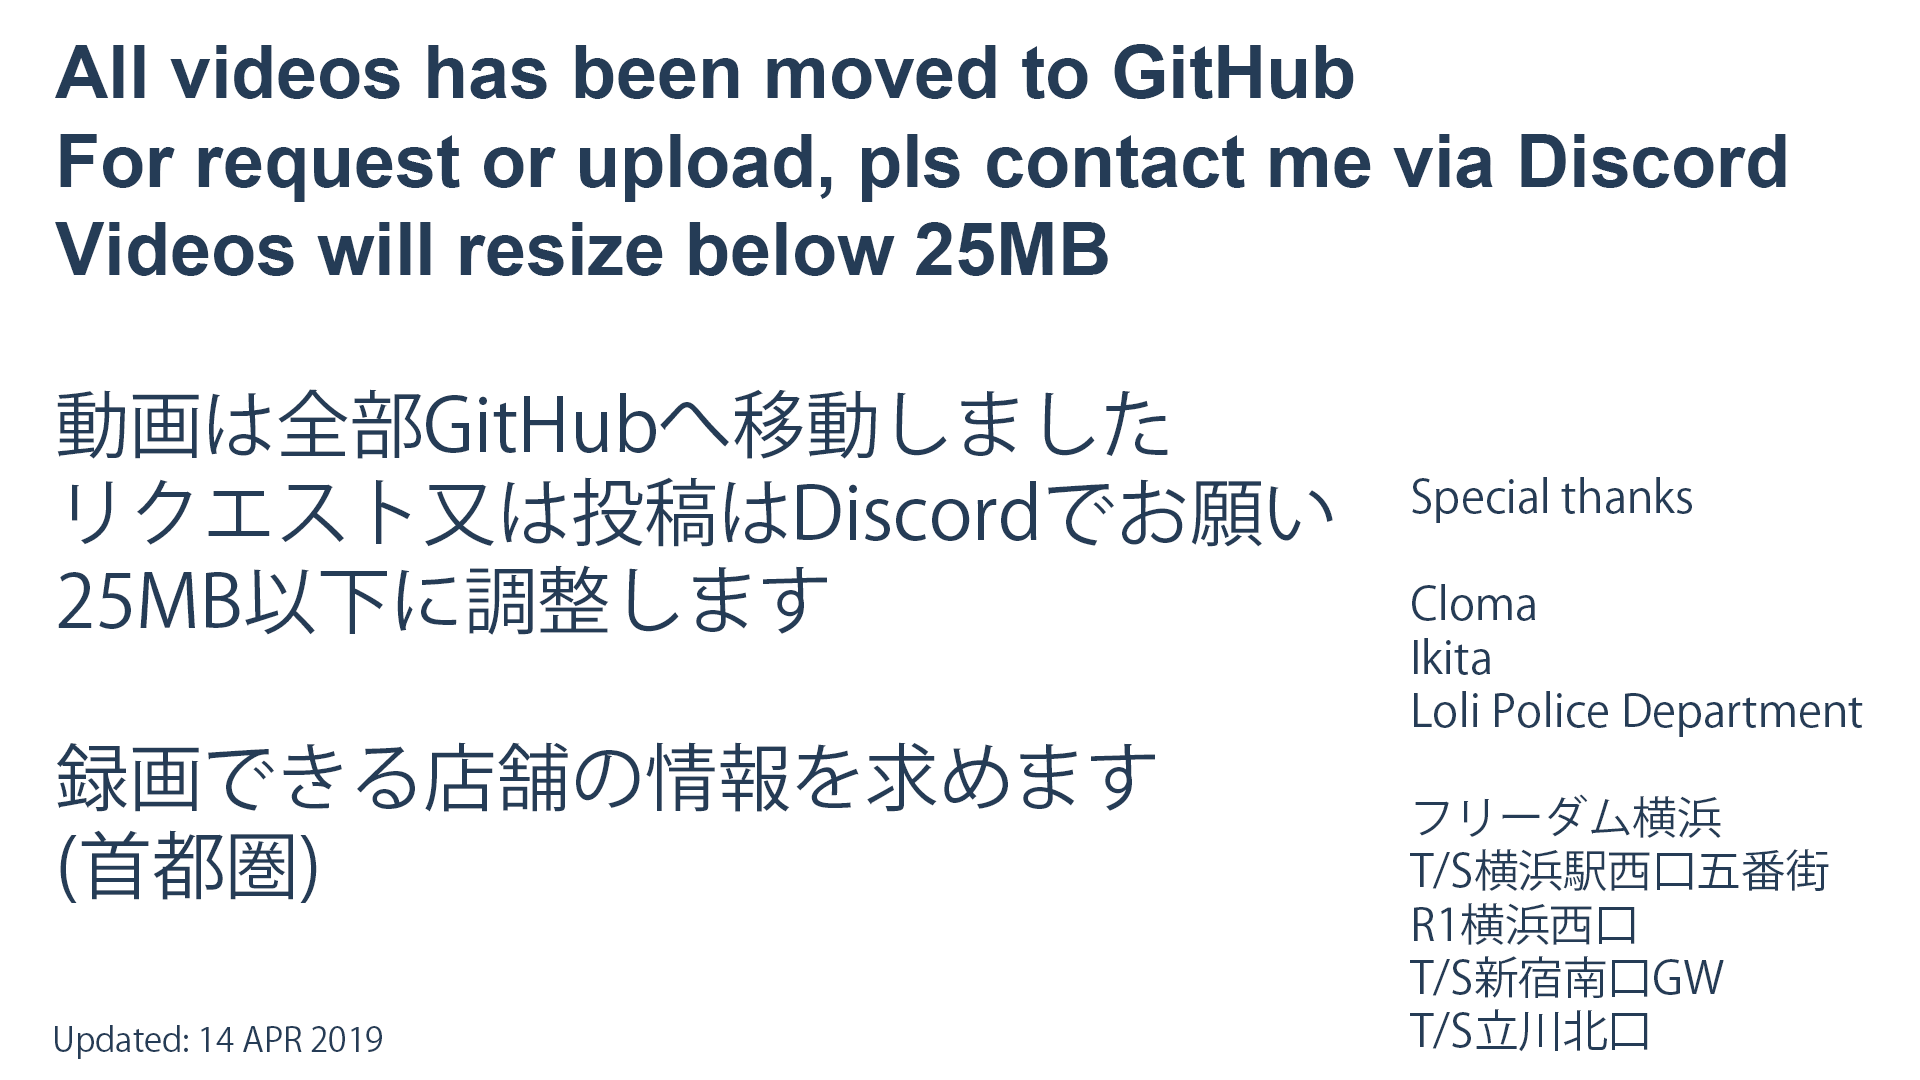 All videos has been moved to GitHub
For request or upload, pls contact me via Discord
Videos will resize below 25MB
動画は全部GitHubへ移動しました
リクエスト又は投稿はDiscordでお願い
25MB以下に調整します
録画できる店舗の情報を求めます
(首都圏)
Updated: 14 APR 2019
Special thanks
Cloma
Ikita
Loli Police Department
フリーダム横浜
T/S横浜駅西口五番街
R1横浜西口
T/S新宿南口GW
T/S立川北口